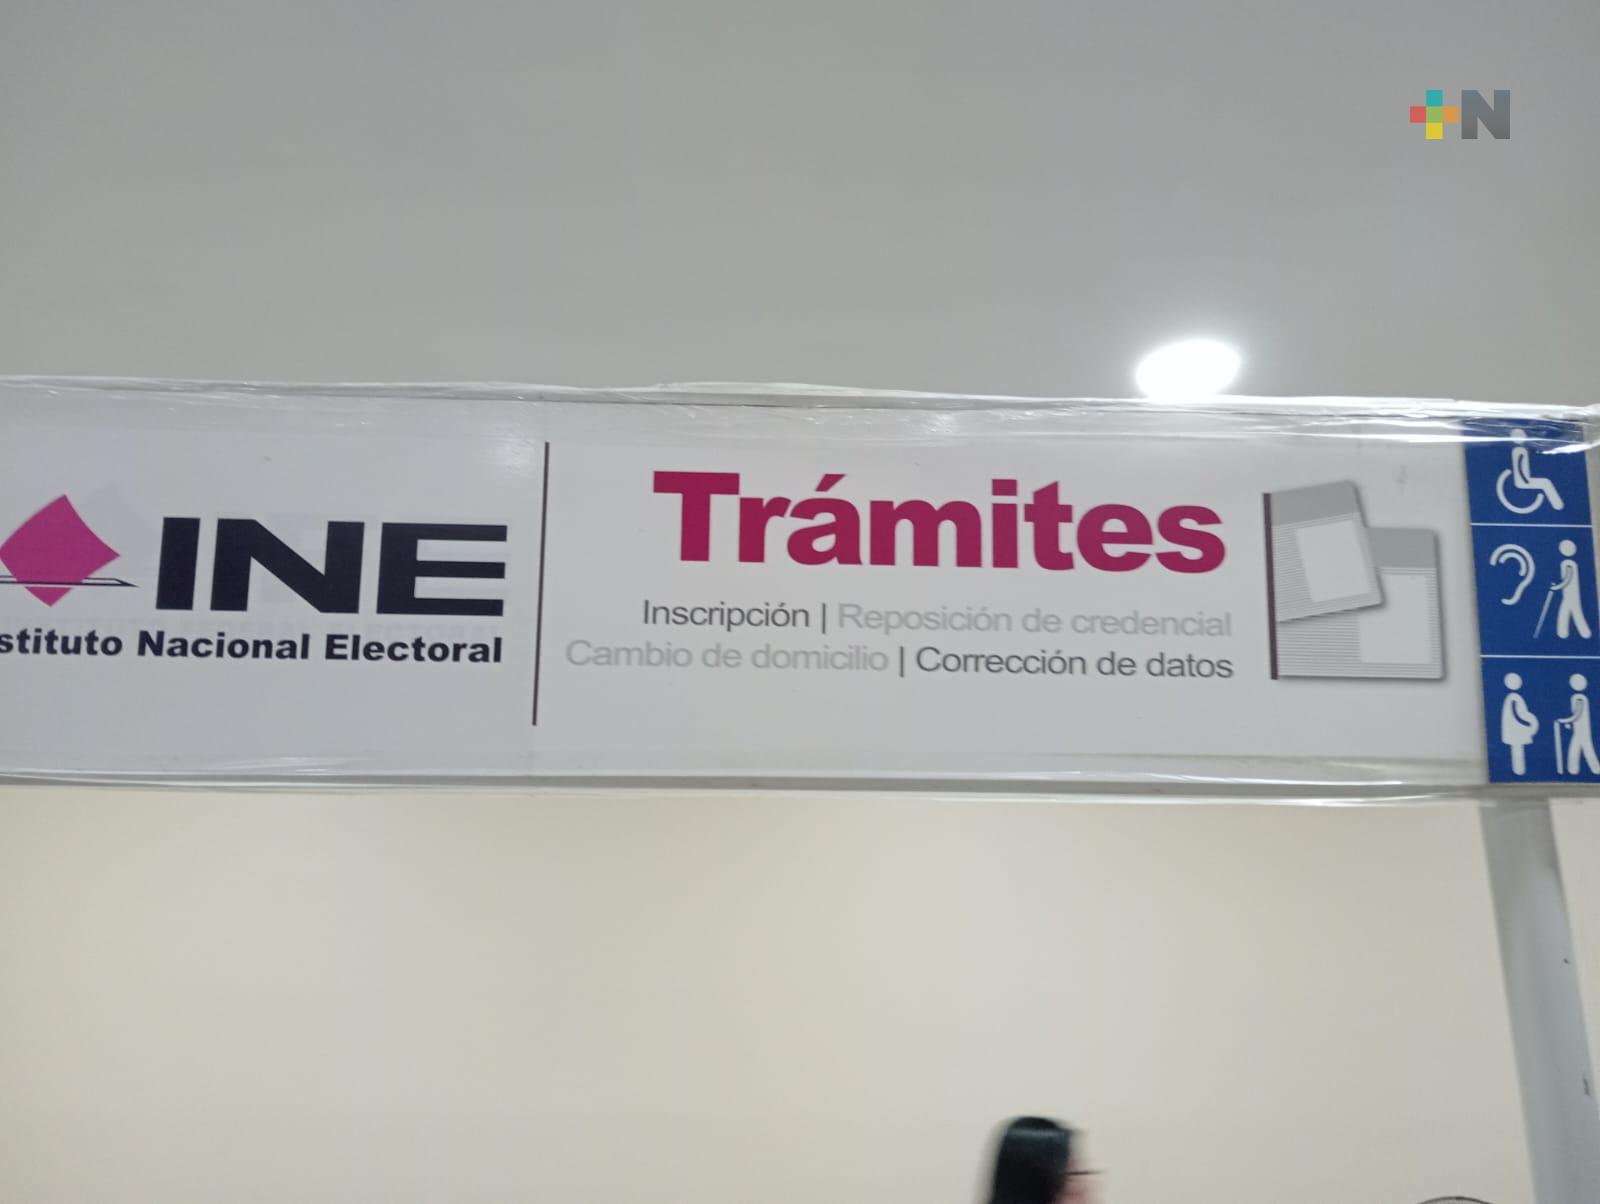 +N
INE
stituto Nacional Electoral
Trámites
Inscripción | Reposición de credencial
Cambio de domicilio | Corrección de datos